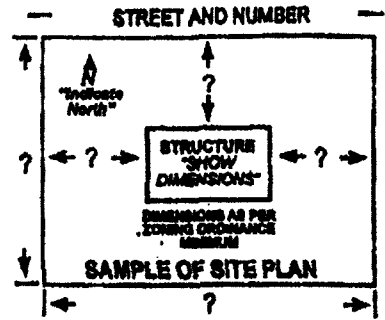 STREET AND NUMBER
?
N
"Indicate
North"
? ? ?
STRUCTURE
"SHOW
DIMENSIONS"
DIMENSIONS AS PER
ZONING ORDINANCE
MINIMUM
SAMPLE OF SITE PLAN
?